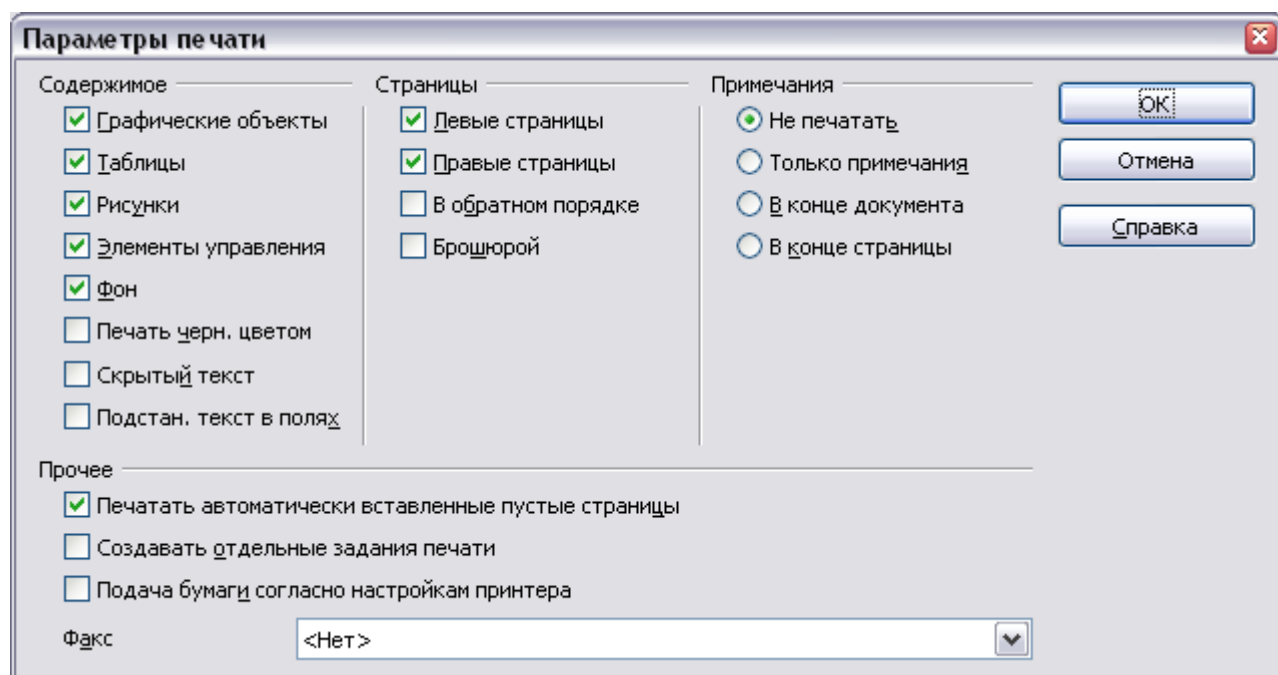 Параметры печати
Содержимое
Графические объекты
Таблицы
Рисунки
Элементы управления
Фон
Печать черн. цветом
Скрытый текст
Подстан. текст в полях
Страницы
Левые страницы
Правые страницы
В обратном порядке
Брошюрой
Примечания
Не печатать
Только примечания
В конце документа
В конце страницы
ОК
Отмена
Справка
Прочее
Печатать автоматически вставленные пустые страницы
Создавать отдельные задания печати
Подача бумаги согласно настройкам принтера
Факс
<Нет>